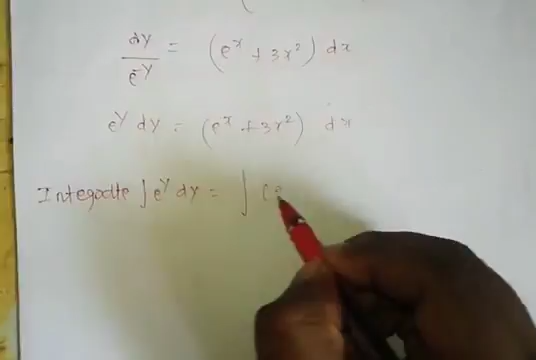 dy/e^-y = (e^x + 3x^2) dx
e^y dy = (e^x + 3x^2) dx
Integrate ∫ e^y dy = ∫ (e